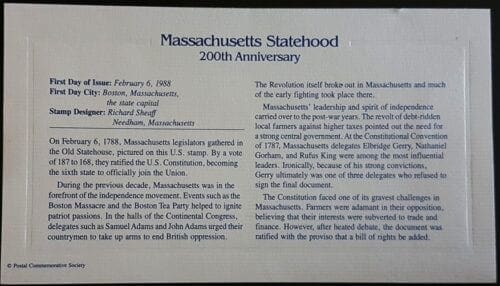 Massachusetts Statehood
200th Anniversary
First Day of Issue: February 6, 1988
First Day City: Boston, Massachusetts,
the state capital
Stamp Designer: Richard Sheaff
Needham, Massachusetts
On February 6, 1788, Massachusetts legislators gathered in
the Old Statehouse, pictured on this U.S. stamp. By a
vote of 187 to 168, they ratified the U.S. Constitution, becoming
the sixth state to officially join the Union.
During the previous decade, Massachusetts was in the
forefront of the independence movement. Events such as the
Boston Massacre and the Boston Tea Party helped to ignite
patriot passions. In the halls of the Continental Congress,
delegates such as Samuel Adams and John Adams urged their
countrymen to take up arms to end British oppression.
The Revolution itself broke out in Massachusetts and much
of the early fighting took place there.
Massachusetts' leadership and spirit of independence
carried over to the post-war years. The revolt of debt-ridden
local farmers against higher taxes pointed out the need for
a strong central government. At the Constitutional Convention
of 1787, Massachusetts delegates Elbridge Gerry, Nathaniel
Gorham, and Rufus King were among the most influential
leaders. Ironically, because of his strong convictions,
Gerry ultimately was one of three delegates who refused to
sign the final document.
The Constitution faced one of its gravest challenges in
Massachusetts. Farmers were adamant in their opposition,
believing that their interests were subverted to trade and
finance. However, after heated debate, the document was
ratified with the proviso that a bill of rights be added.
© Postal Commemorative Society